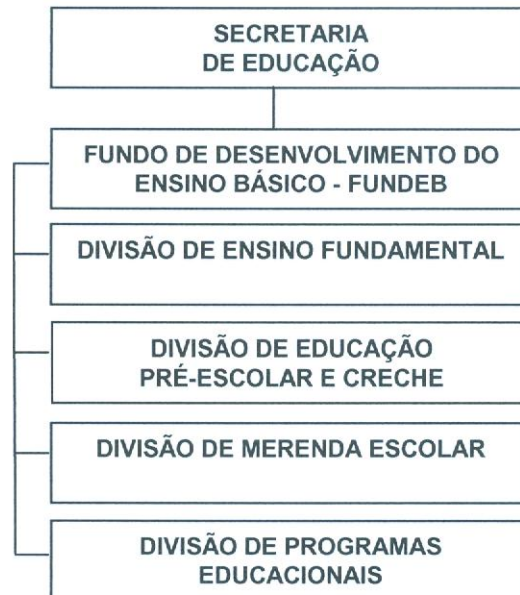 SECRETARIA
DE EDUCAÇÃO
FUNDO DE DESENVOLVIMENTO DO
ENSINO BÁSICO - FUNDEB
DIVISÃO DE ENSINO FUNDAMENTAL
DIVISÃO DE EDUCAÇÃO
PRÉ-ESCOLAR E CRECHE
DIVISÃO DE MERENDA ESCOLAR
DIVISÃO DE PROGRAMAS
EDUCACIONAIS